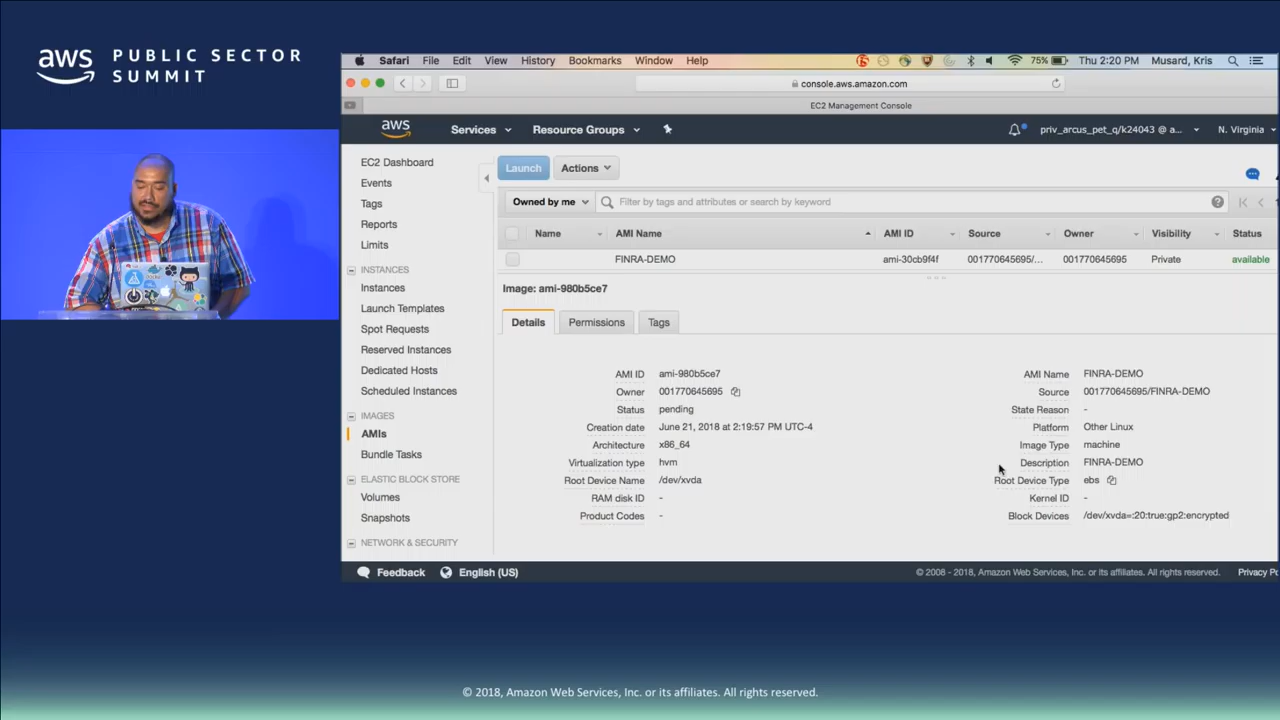 aws PUBLIC SECTOR
SUMMIT
Safari File Edit View History Bookmarks Window Help 75% Thu 2:20 PM Musard, Kris
console.aws.amazon.com
EC2 Management Console
aws Services Resource Groups priv_arcus_pet_q/k24043 @ a... N. Virginia
EC2 Dashboard
Events
Tags
Reports
Limits
INSTANCES
Instances
Launch Templates
Spot Requests
Reserved Instances
Dedicated Hosts
Scheduled Instances
IMAGES
AMIs
Bundle Tasks
ELASTIC BLOCK STORE
Volumes
Snapshots
NETWORK & SECURITY
Launch Actions
Owned by me Filter by tags and attributes or search by keyword
Name AMI Name AMI ID Source Owner Visibility Status
FINRA-DEMO ami-30cb9f4f 001770645695/... 001770645695 Private available
Image: ami-980b5ce7
Details Permissions Tags
AMI ID ami-980b5ce7 AMI Name FINRA-DEMO
Owner 001770645695 Source 001770645695/FINRA-DEMO
Status pending State Reason -
Creation date June 21, 2018 at 2:19:57 PM UTC-4 Platform Other Linux
Architecture x86_64 Image Type machine
Virtualization type hvm Description FINRA-DEMO
Root Device Name /dev/xvda Root Device Type ebs
RAM disk ID - Kernel ID -
Product Codes - Block Devices /dev/xvda=:20:true:gp2:encrypted
Feedback English (US) © 2008 - 2018, Amazon Web Services, Inc. or its affiliates. All rights reserved. Privacy Po
© 2018, Amazon Web Services, Inc. or its affiliates. All rights reserved.